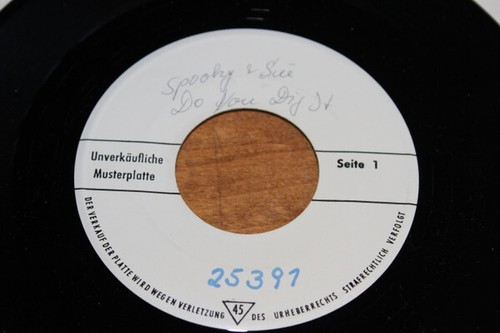 Spooky & Sue
Do You Dig It
Unverkäufliche
Musterplatte
Seite 1
25391
DER VERKAUF DER PLATTE WIRD WEGEN VERLETZUNG 45 DES URHEBERRECHTS STRAFRECHTLICH VERFOLGT